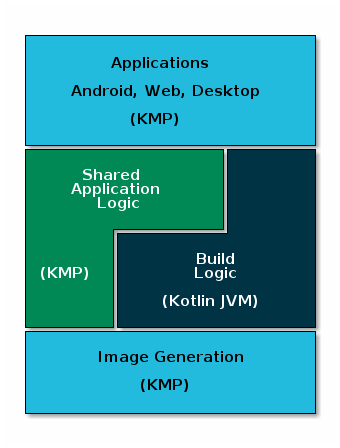 Applications
Android, Web, Desktop
(KMP)
Shared
Application
Logic
(KMP)
Build
Logic
(Kotlin JVM)
Image Generation
(KMP)